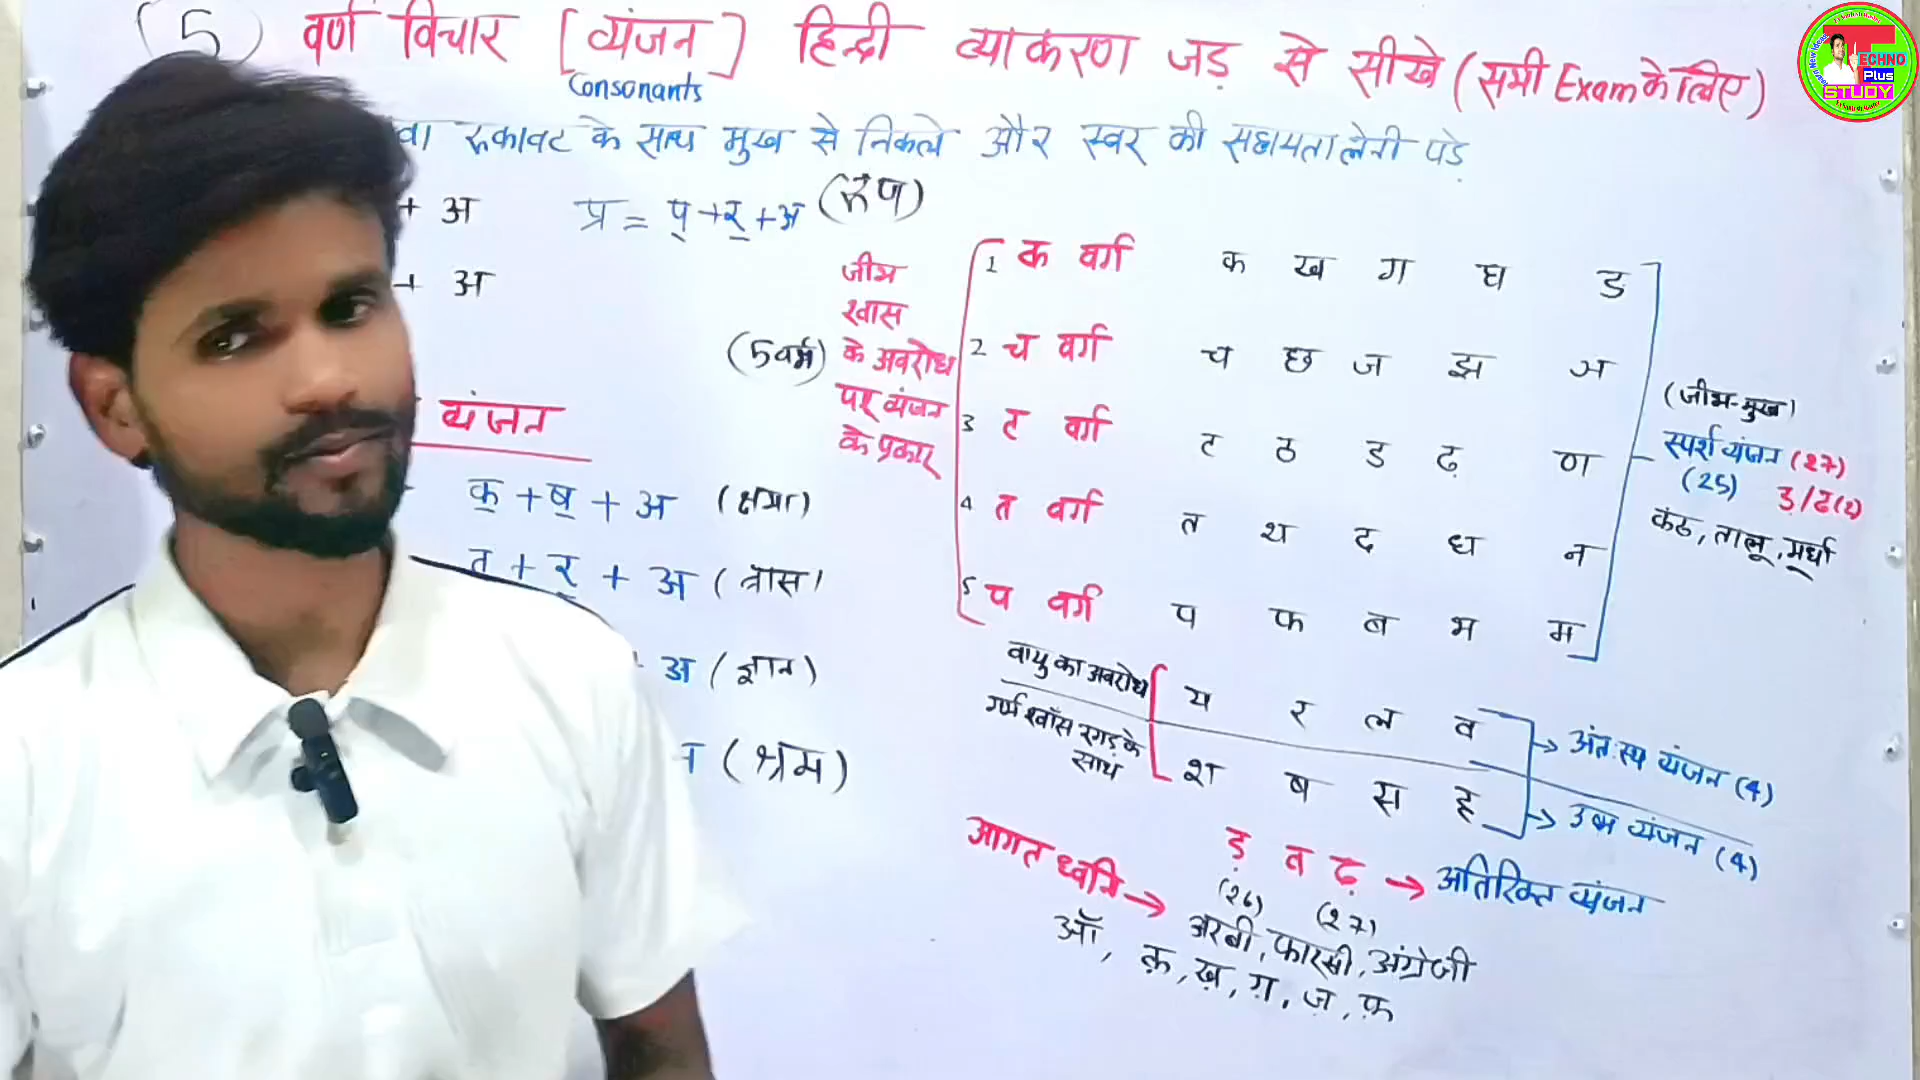 (5) वर्ण विचार [व्यंजन] हिन्दी व्याकरण जड़ से सीखे (सभी Exam के लिए)
Consonants
रुकावट के साथ मुख से निकले और स्वर की सहायता लेनी पड़े
+ अ प्र = प् + र् + अ (रूप)
+ अ
व्यंजन
क् + ष् + अ (क्षमा)
त् + र् + अ (त्रास)
अ (ज्ञान)
(श्रम)
(5 वर्ग)
जीभ
श्वास
के अवरोध
पर व्यंजन
के प्रकार
1 क वर्ग क ख ग घ ङ
2 च वर्ग च छ ज झ ञ
3 ट वर्ग ट ठ ड ढ ण
4 त वर्ग त थ द ध न
5 प वर्ग प फ ब भ म
(जीभ-मुख)
स्पर्श व्यंजन (27)
(25) ड़/ढ़(2)
कंठ, तालू, मूर्धा
वायु का अवरोध य र ल व → अंतःस्थ व्यंजन (4)
गर्म श्वाँस रगड़ के
साथ
श ष स ह → उष्म व्यंजन (4)
ड़ व ढ़ → अतिरिक्त व्यंजन
(26) (27)
आगत ध्वनि → अरबी, फारसी, अंग्रेजी
ऑ, क़, ख़, ग़, ज़, फ़
TECHNO
Plus
STUDY